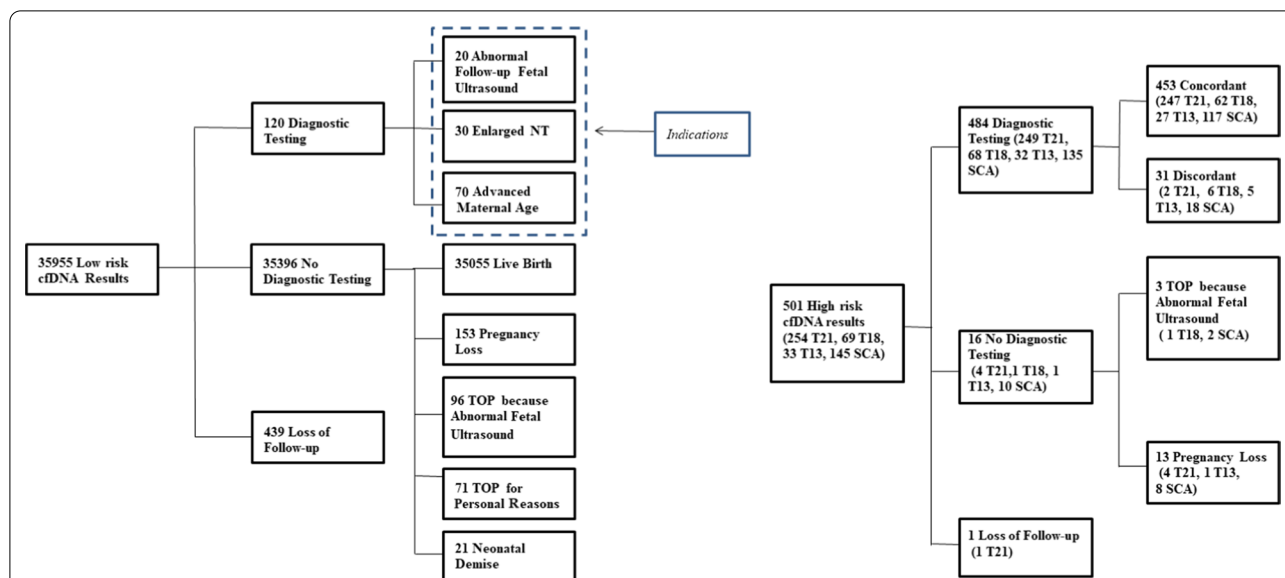 35955 Low risk
cfDNA Results
120 Diagnostic
Testing
35396 No
Diagnostic Testing
439 Loss of
Follow-up
20 Abnormal
Follow-up Fetal
Ultrasound
30 Enlarged NT
70 Advanced
Maternal Age
Indications
35055 Live Birth
153 Pregnancy
Loss
96 TOP because
Abnormal Fetal
Ultrasound
71 TOP for
Personal Reasons
21 Neonatal
Demise
501 High risk
cfDNA results
(254 T21, 69 T18,
33 T13, 145 SCA)
484 Diagnostic
Testing (249 T21,
68 T18, 32 T13, 135
SCA)
16 No Diagnostic
Testing
(4 T21,1 T18, 1
T13, 10 SCA)
1 Loss of Follow-up
(1 T21)
453 Concordant
(247 T21, 62 T18,
27 T13, 117 SCA)
31 Discordant
(2 T21, 6 T18, 5
T13, 18 SCA)
3 TOP because
Abnormal Fetal
Ultrasound
( 1 T18, 2 SCA)
13 Pregnancy Loss
(4 T21, 1 T13,
8 SCA)